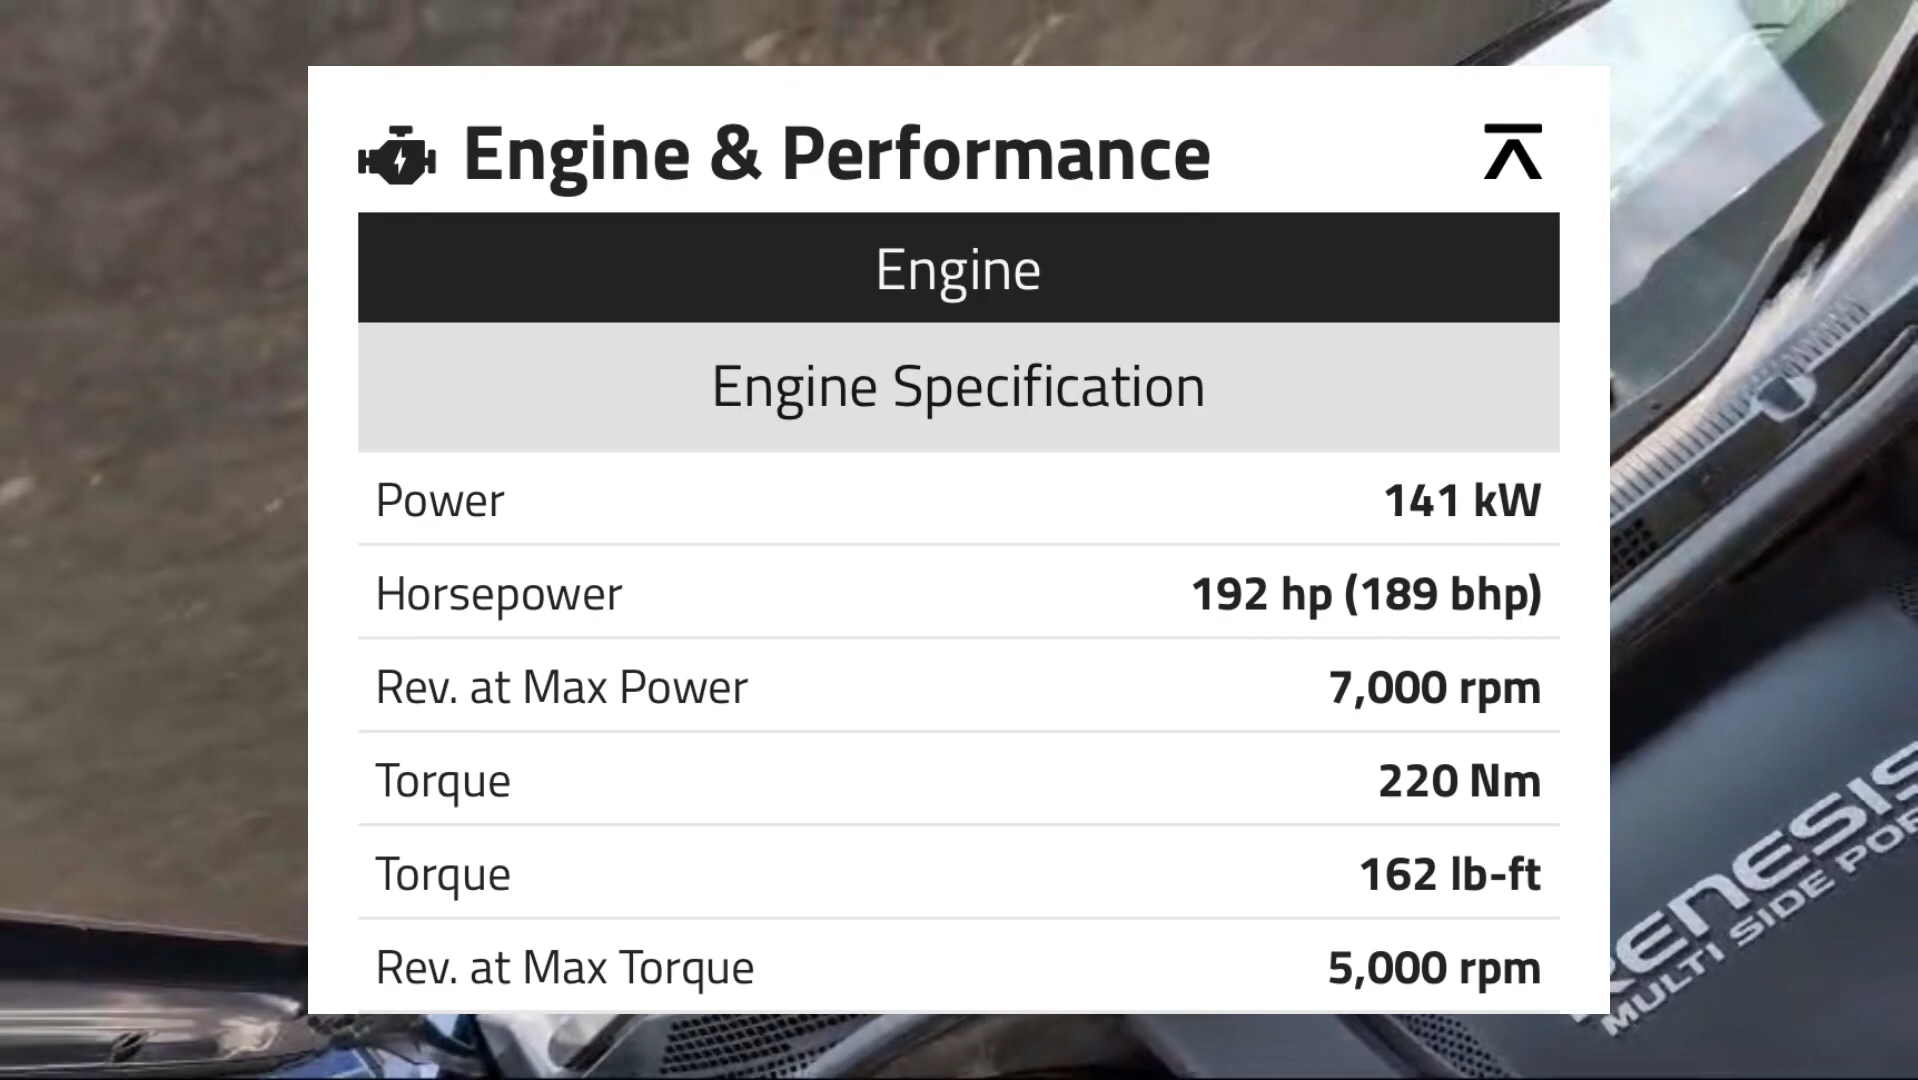 Engine & Performance
Engine
Engine Specification
Power 141 kW
Horsepower 192 hp (189 bhp)
Rev. at Max Power 7,000 rpm
Torque 220 Nm
Torque 162 lb-ft
Rev. at Max Torque 5,000 rpm
RENESIS
MULTI SIDE POR